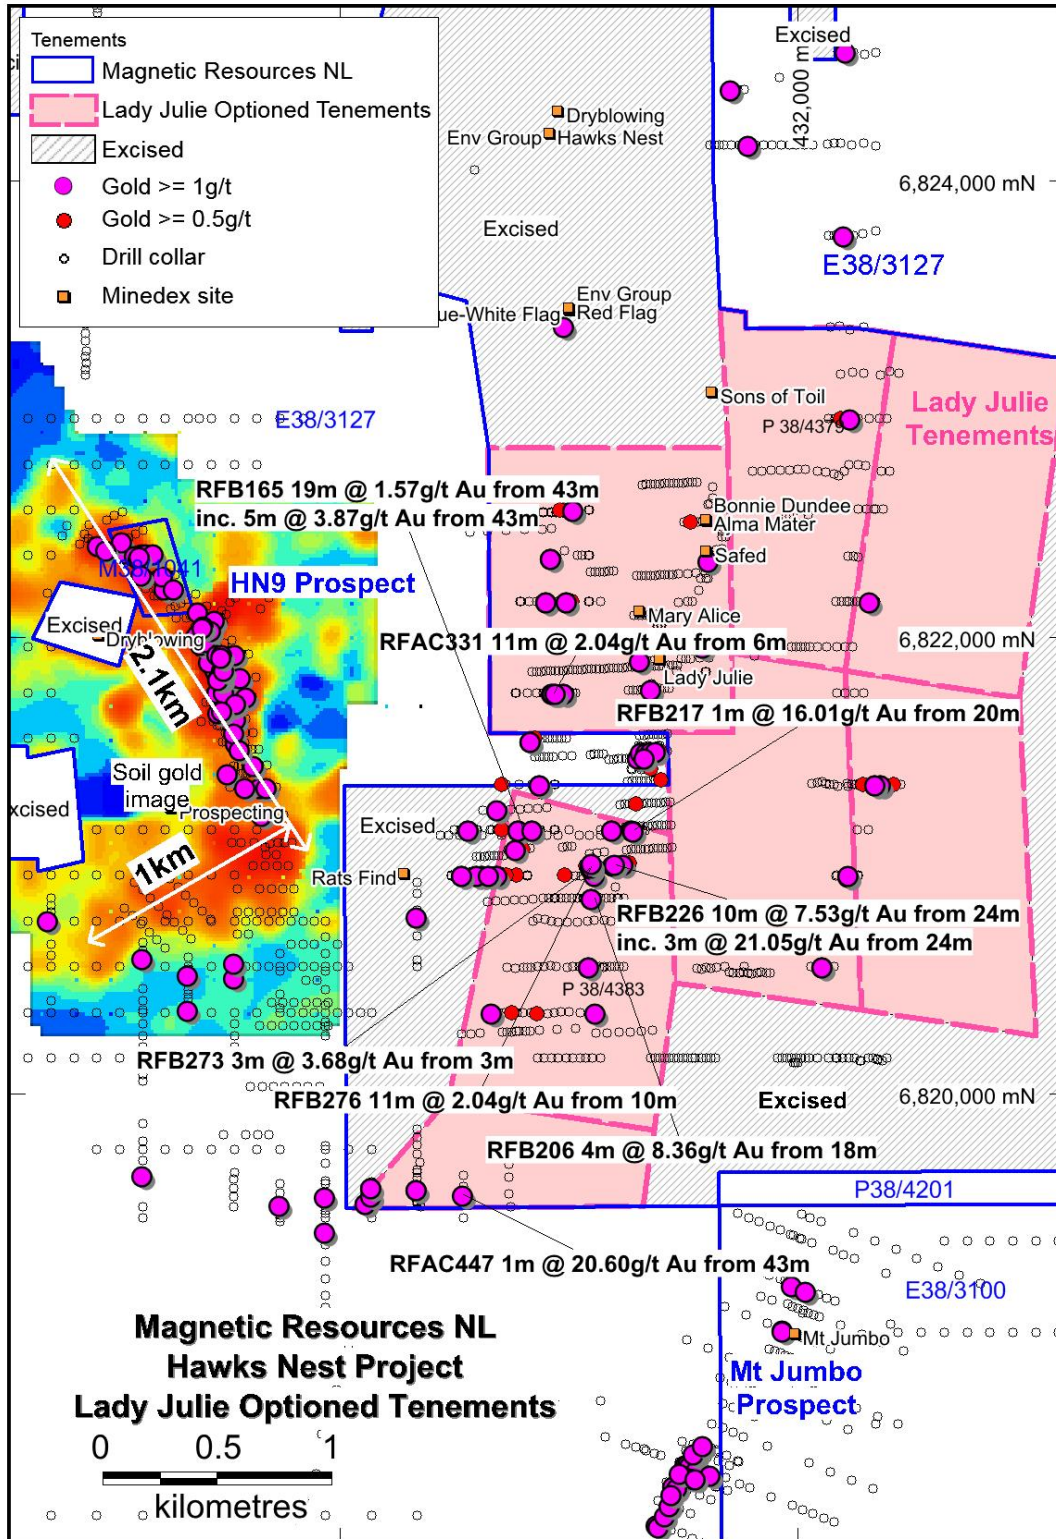 Tenements
Magnetic Resources NL
Lady Julie Optioned Tenements
Excised
Gold >= 1g/t
Gold >= 0.5g/t
Drill collar
Minedex site
Excised
432,000 m
Dryblowing
Env Group
Hawks Nest
6,824,000 mN
Excised
E38/3127
Env Group
ue-White Flag
Red Flag
Sons of Toil
Lady Julie
Tenements
P 38/4379
E38/3127
RFB165 19m @ 1.57g/t Au from 43m
inc. 5m @ 3.87g/t Au from 43m
Bonnie Dundee
Alma Mater
Safed
M38/1041
HN9 Prospect
Excised
Dryblowing
Mary Alice
6,822,000 mN
RFAC331 11m @ 2.04g/t Au from 6m
Lady Julie
2.1km
RFB217 1m @ 16.01g/t Au from 20m
Soil gold
image
xcised
Prospecting
Excised
1km
Rats Find
RFB226 10m @ 7.53g/t Au from 24m
inc. 3m @ 21.05g/t Au from 24m
P 38/4383
RFB273 3m @ 3.68g/t Au from 3m
RFB276 11m @ 2.04g/t Au from 10m
Excised
6,820,000 mN
RFB206 4m @ 8.36g/t Au from 18m
P38/4201
RFAC447 1m @ 20.60g/t Au from 43m
E38/3100
Magnetic Resources NL
Hawks Nest Project
Lady Julie Optioned Tenements
Mt Jumbo
Mt Jumbo
Prospect
0 0.5 1
kilometres